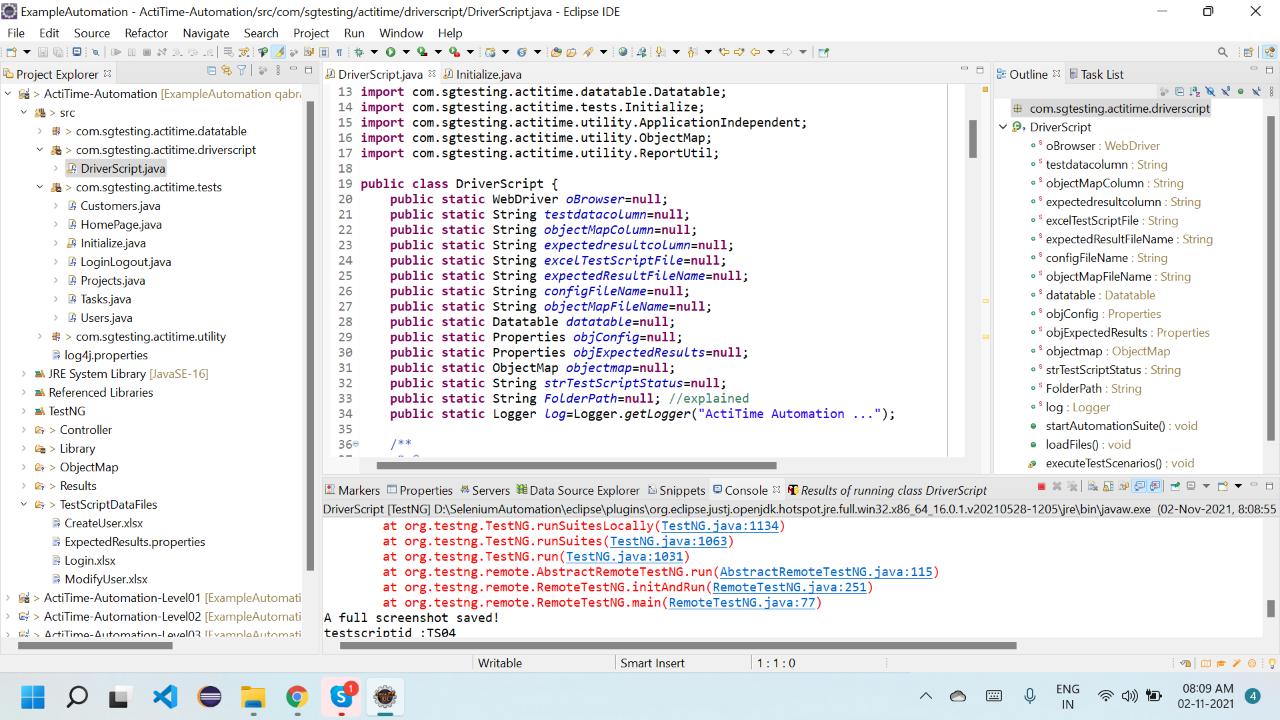 ExampleAutomation - ActiTime-Automation/src/com/sgtesting/actitime/driverscript/DriverScript.java - Eclipse IDE
File Edit Source Refactor Navigate Search Project Run Window Help
Project Explorer
ActiTime-Automation [ExampleAutomation qabra
src
com.sgtesting.actitime.datatable
com.sgtesting.actitime.driverscript
DriverScript.java
com.sgtesting.actitime.tests
Customers.java
HomePage.java
Initialize.java
LoginLogout.java
Projects.java
Tasks.java
Users.java
com.sgtesting.actitime.utility
log4j.properties
JRE System Library [JavaSE-16]
Referenced Libraries
TestNG
Controller
Library
ObjectMap
Results
TestScriptDataFiles
CreateUser.xlsx
ExpectedResults.properties
Login.xlsx
ModifyUser.xlsx
ActiTime-Automation-Level01 [ExampleAutomati
ActiTime-Automation-Level02 [ExampleAutomati
ActiTime-Automation-Level03 [ExampleAutomati
DriverScript.java Initialize.java
13 import com.sgtesting.actitime.datatable.Datatable;
14 import com.sgtesting.actitime.tests.Initialize;
15 import com.sgtesting.actitime.utility.ApplicationIndependent;
16 import com.sgtesting.actitime.utility.ObjectMap;
17 import com.sgtesting.actitime.utility.ReportUtil;
18
19 public class DriverScript {
20 public static WebDriver oBrowser=null;
21 public static String testdatacolumn=null;
22 public static String objectMapColumn=null;
23 public static String expectedresultcolumn=null;
24 public static String excelTestScriptFile=null;
25 public static String expectedResultFileName=null;
26 public static String configFileName=null;
27 public static String objectMapFileName=null;
28 public static Datatable datatable=null;
29 public static Properties objConfig=null;
30 public static Properties objExpectedResults=null;
31 public static ObjectMap objectmap=null;
32 public static String strTestScriptStatus=null;
33 public static String FolderPath=null; //explained
34 public static Logger log=Logger.getLogger("ActiTime Automation ...");
35
36 /**
Outline Task List
com.sgtesting.actitime.driverscript
DriverScript
oBrowser : WebDriver
testdatacolumn : String
objectMapColumn : String
expectedresultcolumn : String
excelTestScriptFile : String
expectedResultFileName : String
configFileName : String
objectMapFileName : String
datatable : Datatable
objConfig : Properties
objExpectedResults : Properties
objectmap : ObjectMap
strTestScriptStatus : String
FolderPath : String
log : Logger
startAutomationSuite() : void
loadFiles() : void
executeTestScenarios() : void
Markers Properties Servers Data Source Explorer Snippets Console Results of running class DriverScript
DriverScript [TestNG] D:\SeleniumAutomation\eclipse\plugins\org.eclipse.justj.openjdk.hotspot.jre.full.win32.x86_64_16.0.1.v20210528-1205\jre\bin\javaw.exe (02-Nov-2021, 8:08:55
at org.testng.TestNG.runSuitesLocally(TestNG.java:1134)
at org.testng.TestNG.runSuites(TestNG.java:1063)
at org.testng.TestNG.run(TestNG.java:1031)
at org.testng.remote.AbstractRemoteTestNG.run(AbstractRemoteTestNG.java:115)
at org.testng.remote.RemoteTestNG.initAndRun(RemoteTestNG.java:251)
at org.testng.remote.RemoteTestNG.main(RemoteTestNG.java:77)
A full screenshot saved!
testscriptid :TS04
Writable Smart Insert 1 : 1 : 0
1
ENG
IN
08:09 AM
02-11-2021
4